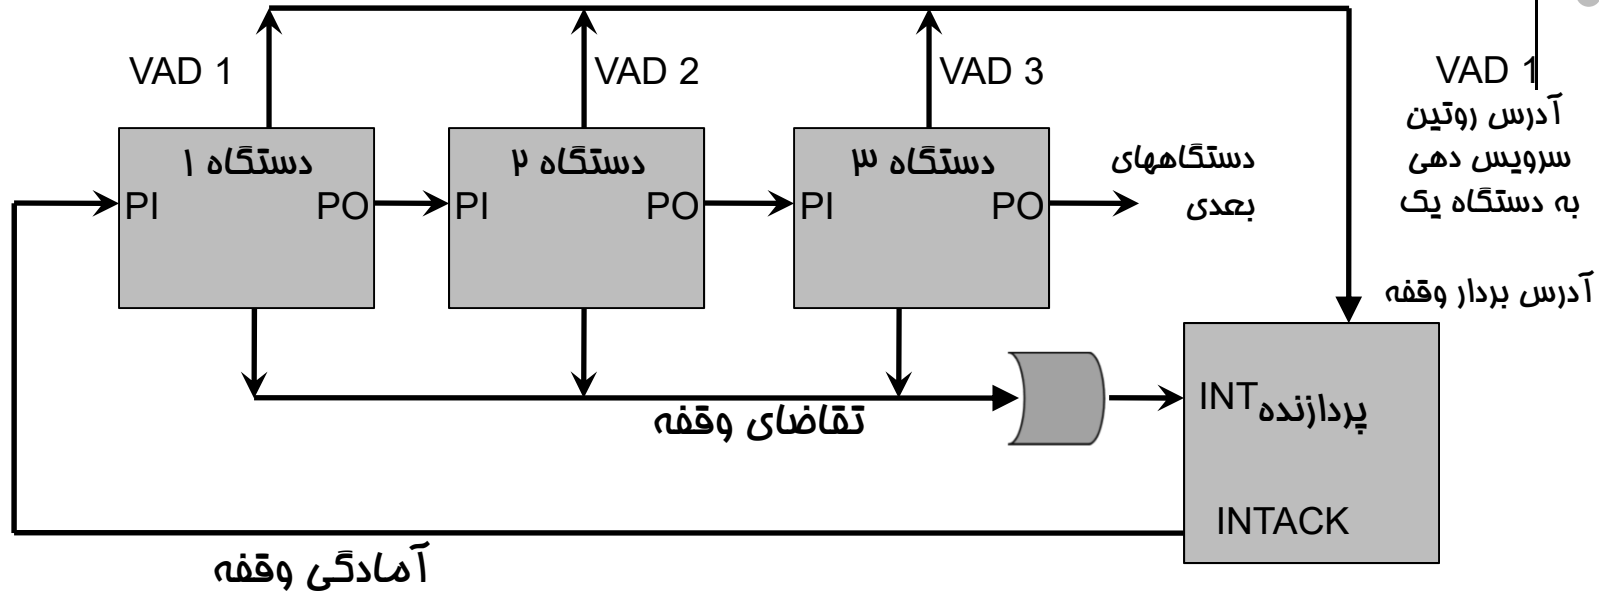 VAD 1
VAD 2
VAD 3
VAD 1
آدرس روتین
سرویس دهی
به دستگاه یک
دستگاه ۱
دستگاه ۲
دستگاه ۳
دستگاههای
بعدی
PI
PO
PI
PO
PI
PO
آدرس بردار وقفه
INT
پردازنده
تقاضای وقفه
INTACK
آمادگی وقفه